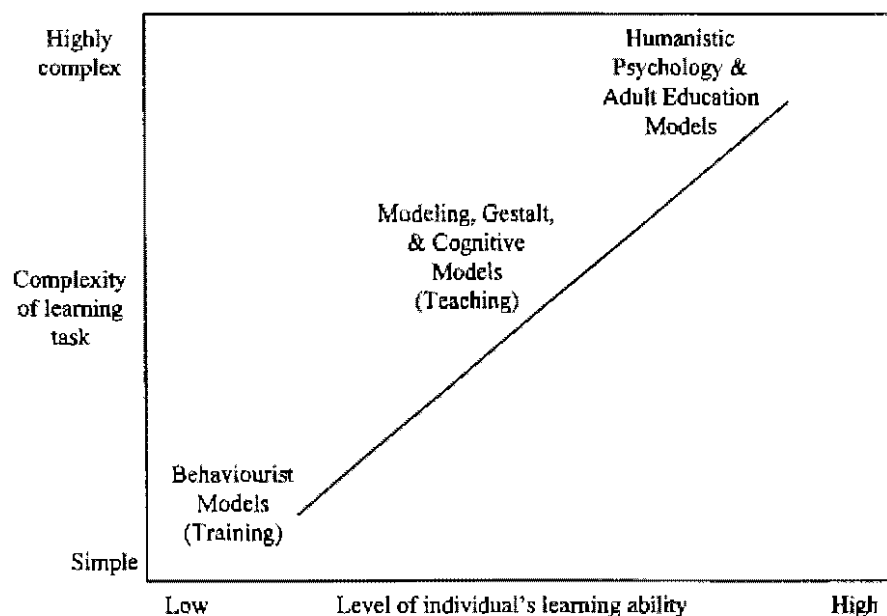 Highly
complex
Humanistic
Psychology &
Adult Education
Models
Modeling, Gestalt,
& Cognitive
Models
(Teaching)
Complexity
of learning
task
Behaviourist
Models
(Training)
Simple
Low Level of individual's learning ability High